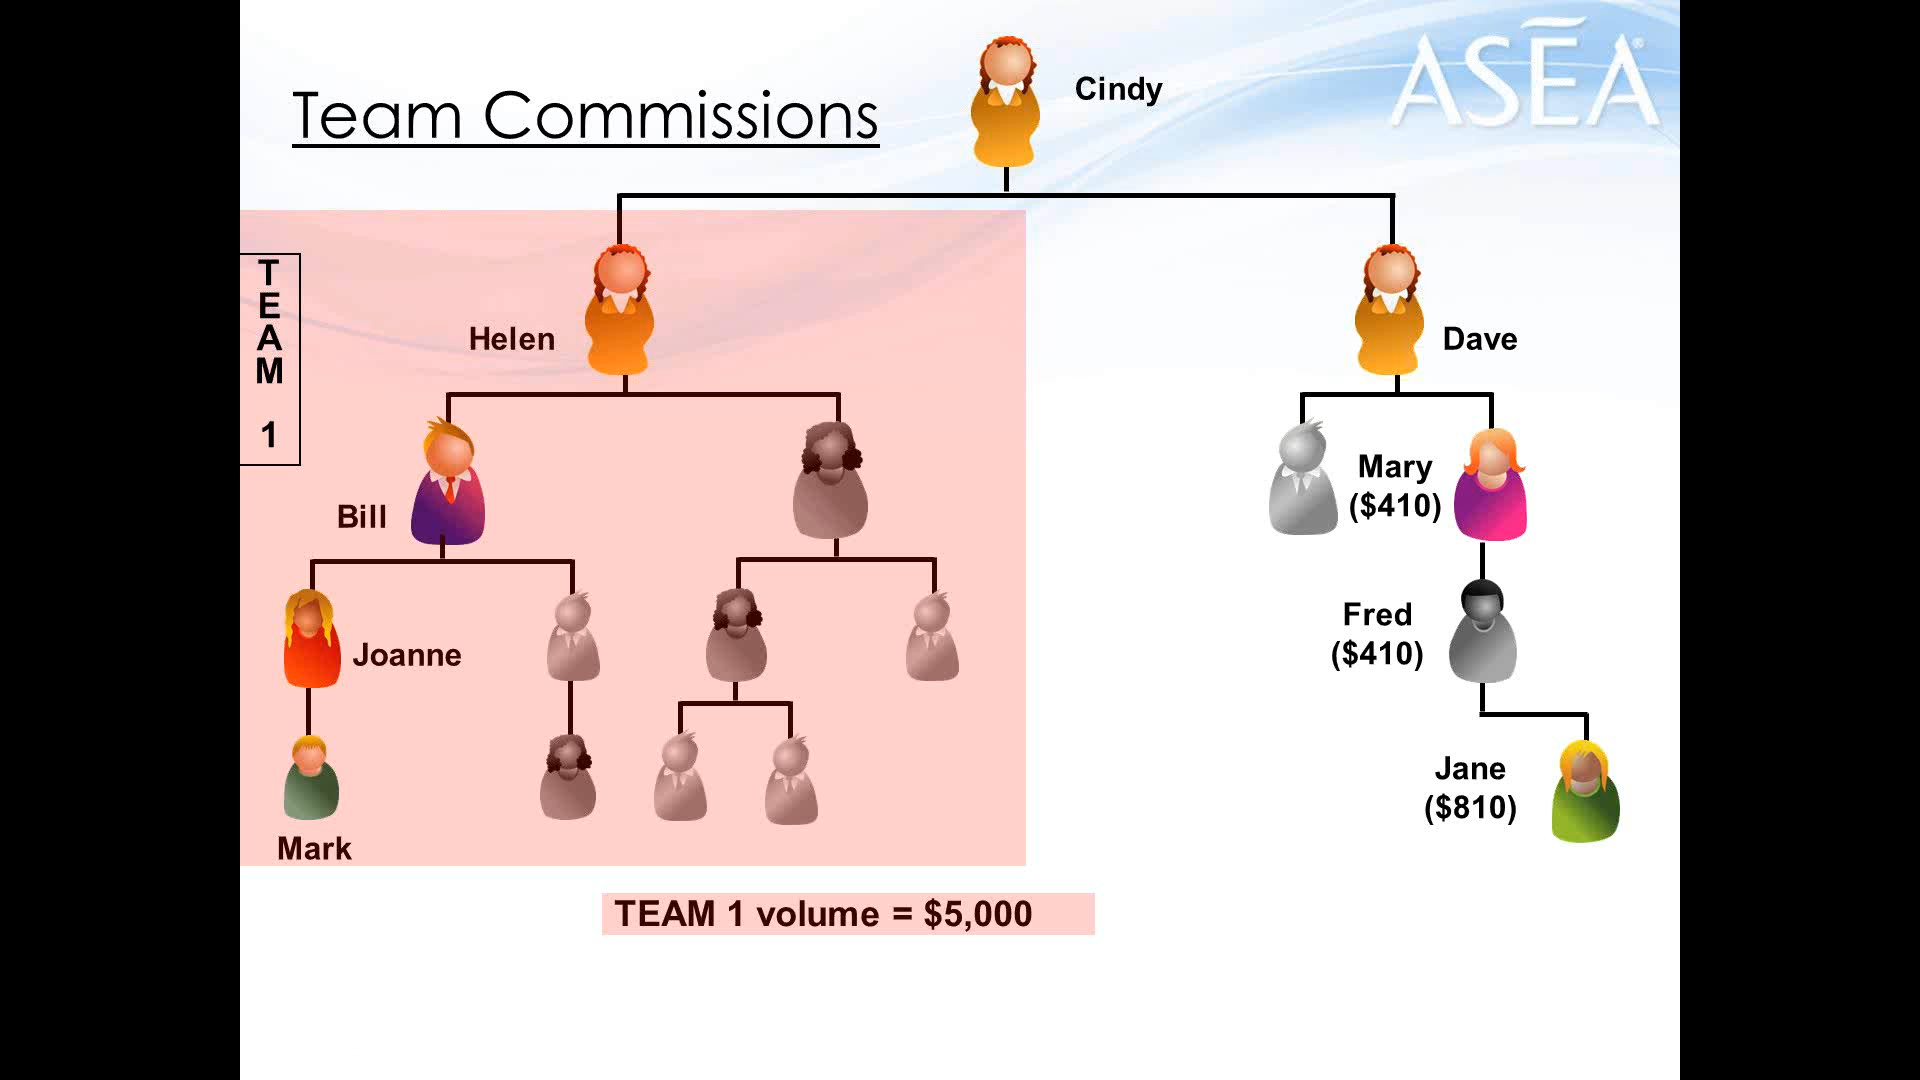 Team Commissions
Cindy
ASEA®
T
E
A
M
1
Helen
Dave
Bill
Mary
($410)
Joanne
Fred
($410)
Mark
Jane
($810)
TEAM 1 volume = $5,000